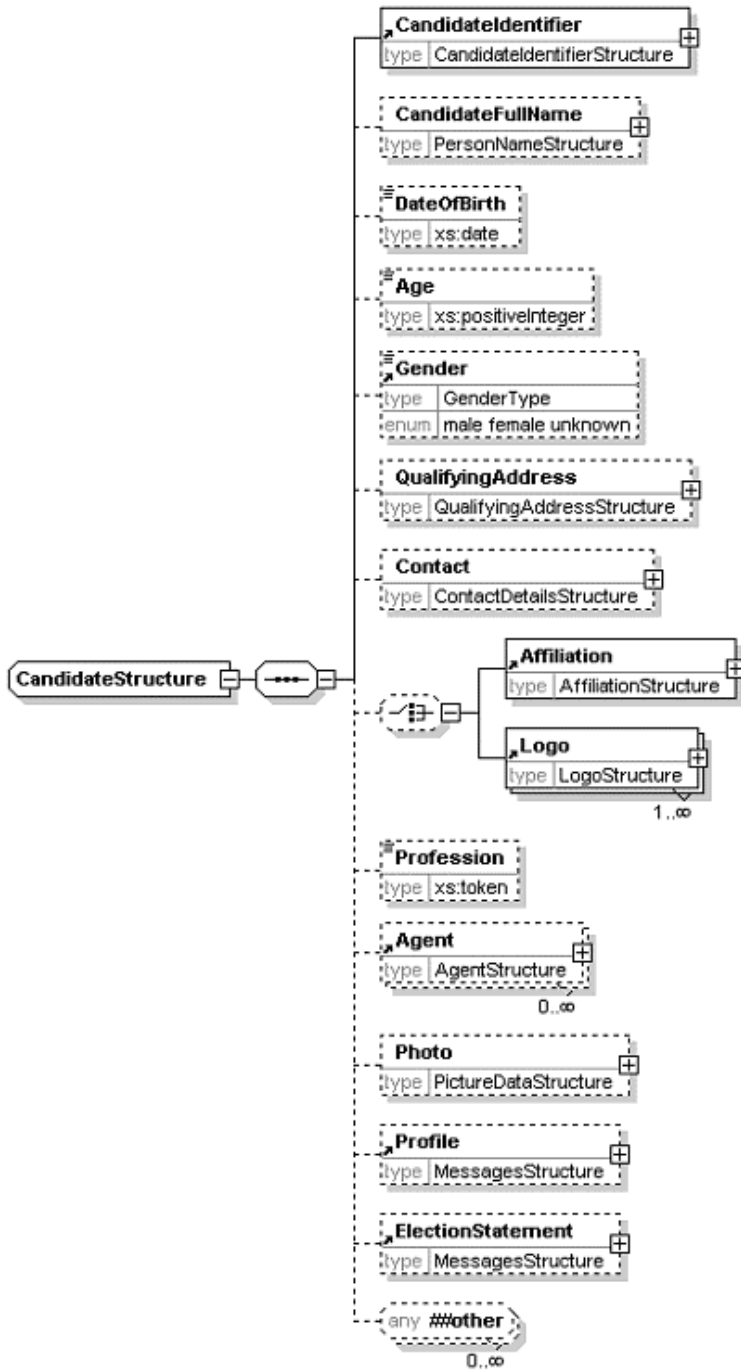 CandidateIdentifier
type CandidateIdentifierStructure
CandidateFullName
type PersonNameStructure
DateOfBirth
type xs:date
Age
type xs:positiveInteger
Gender
type GenderType
enum male female unknown
QualifyingAddress
type QualifyingAddressStructure
Contact
type ContactDetailsStructure
CandidateStructure
Affiliation
type AffiliationStructure
Logo
type LogoStructure
1..∞
Profession
type xs:token
Agent
type AgentStructure
0..∞
Photo
type PictureDataStructure
Profile
type MessagesStructure
ElectionStatement
type MessagesStructure
any ##other
0..∞